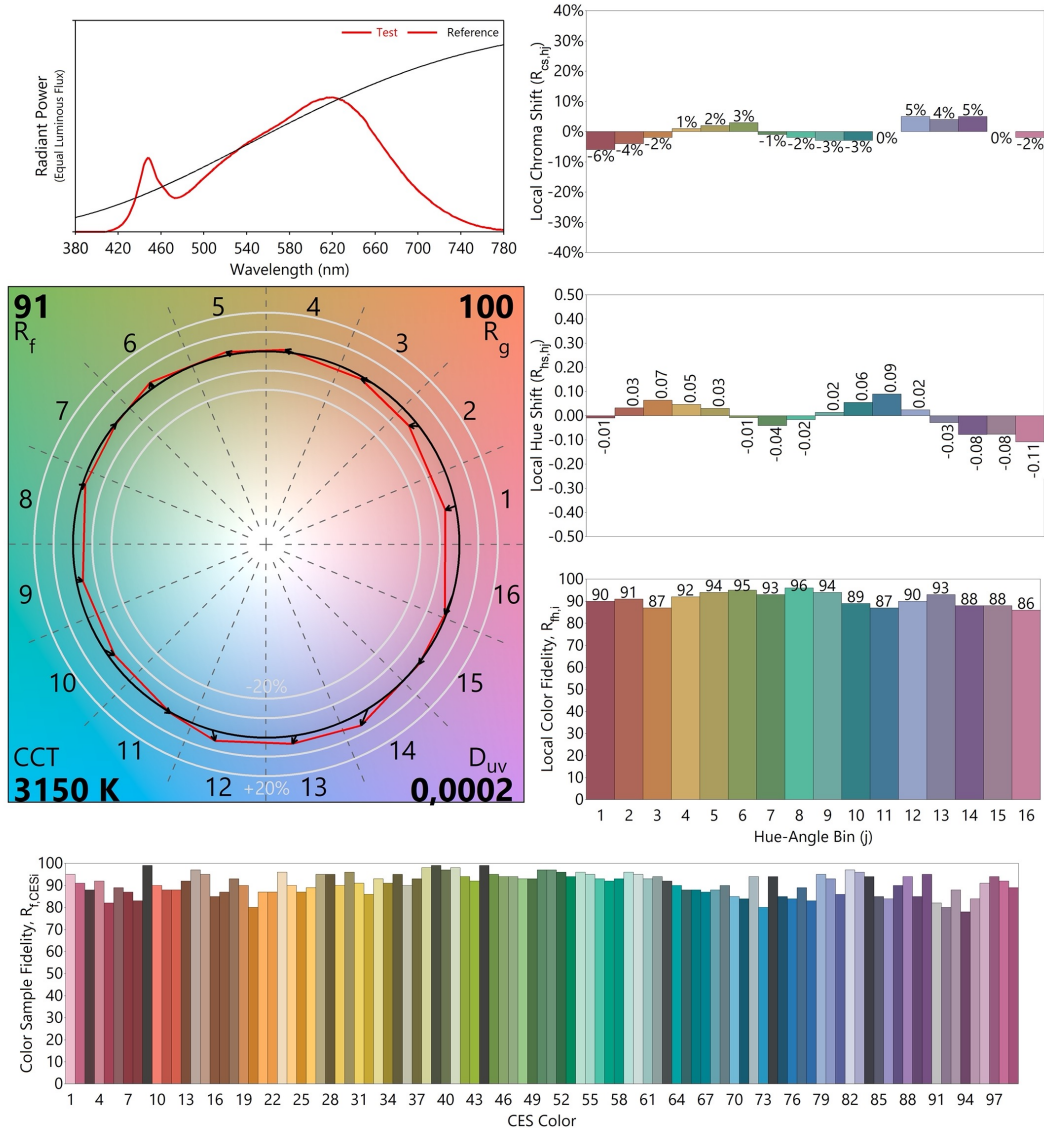 Test Reference
Radiant Power
(Equal Luminous Flux)
380 420 460 500 540 580 620 660 700 740 780
Wavelength (nm)
40%
30%
20%
10%
0%
-10%
-20%
-30%
-40%
Local Chroma Shift (Rcs,hj)
-6% -4% -2% 1% 2% 3% -1% -2% -3% -3% 0% 5% 4% 5% 0% -2%
91
Rf
100
Rg
5 4
6 3
7 2
8 1
9 16
10 15
11 14
12 13
-20%
+20%
CCT
3150 K
Duv
0,0002
0.50
0.40
0.30
0.20
0.10
0.00
-0.10
-0.20
-0.30
-0.40
-0.50
Local Hue Shift (Rhs,hj)
-0.01 0.03 0.07 0.05 0.03 -0.01 -0.04 -0.02 0.02 0.06 0.09 0.02 -0.03 -0.08 -0.08 -0.11
100
90
80
70
60
50
40
30
20
10
0
Local Color Fidelity, Rfh,i
90 91 87 92 94 95 93 96 94 89 87 90 93 88 88 86
1 2 3 4 5 6 7 8 9 10 11 12 13 14 15 16
Hue-Angle Bin (j)
100
90
80
70
60
50
40
30
20
10
0
Color Sample Fidelity, Rf,CESi
1 4 7 10 13 16 19 22 25 28 31 34 37 40 43 46 49 52 55 58 61 64 67 70 73 76 79 82 85 88 91 94 97
CES Color